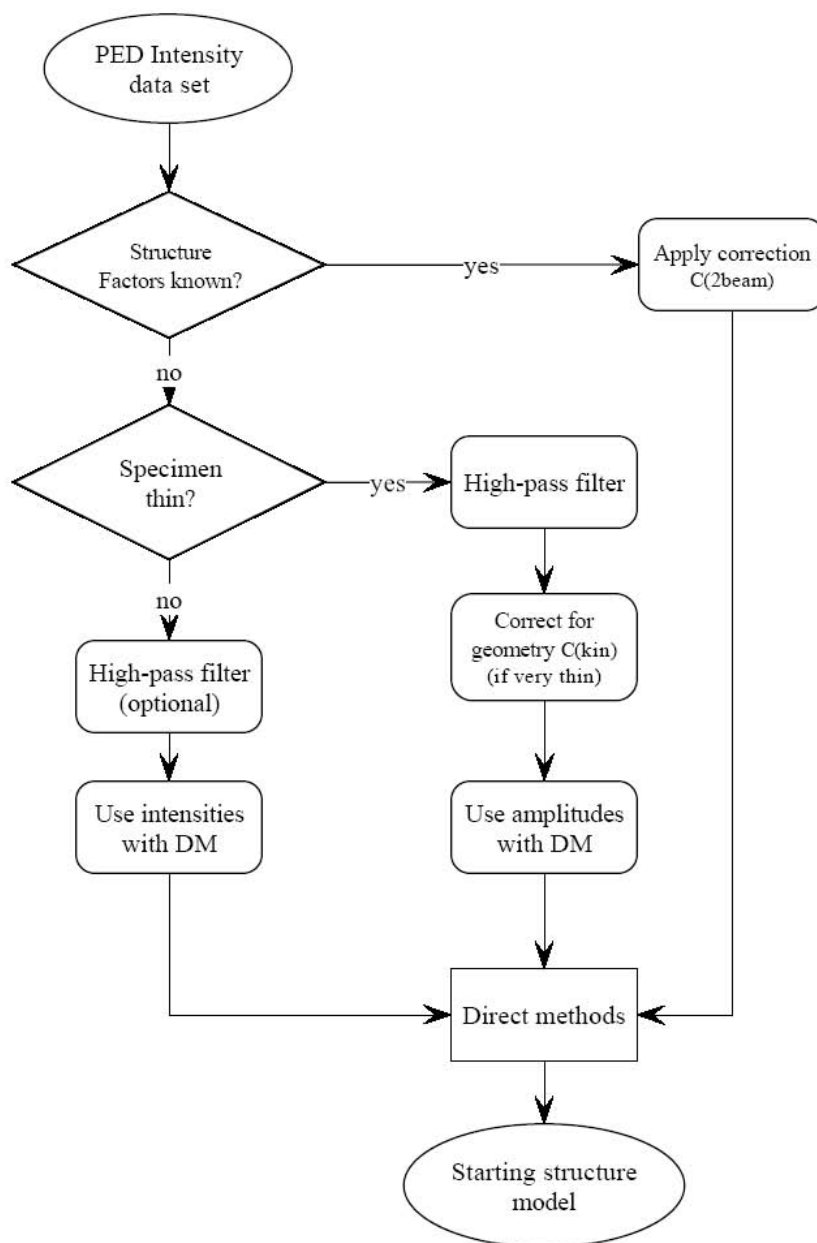 PED Intensity
data set
Structure
Factors known?
yes
Apply correction
C(2beam)
no
Specimen
thin?
yes
High-pass filter
no
Correct for
geometry C(kin)
(if very thin)
High-pass filter
(optional)
Use intensities
with DM
Use amplitudes
with DM
Direct methods
Starting structure
model